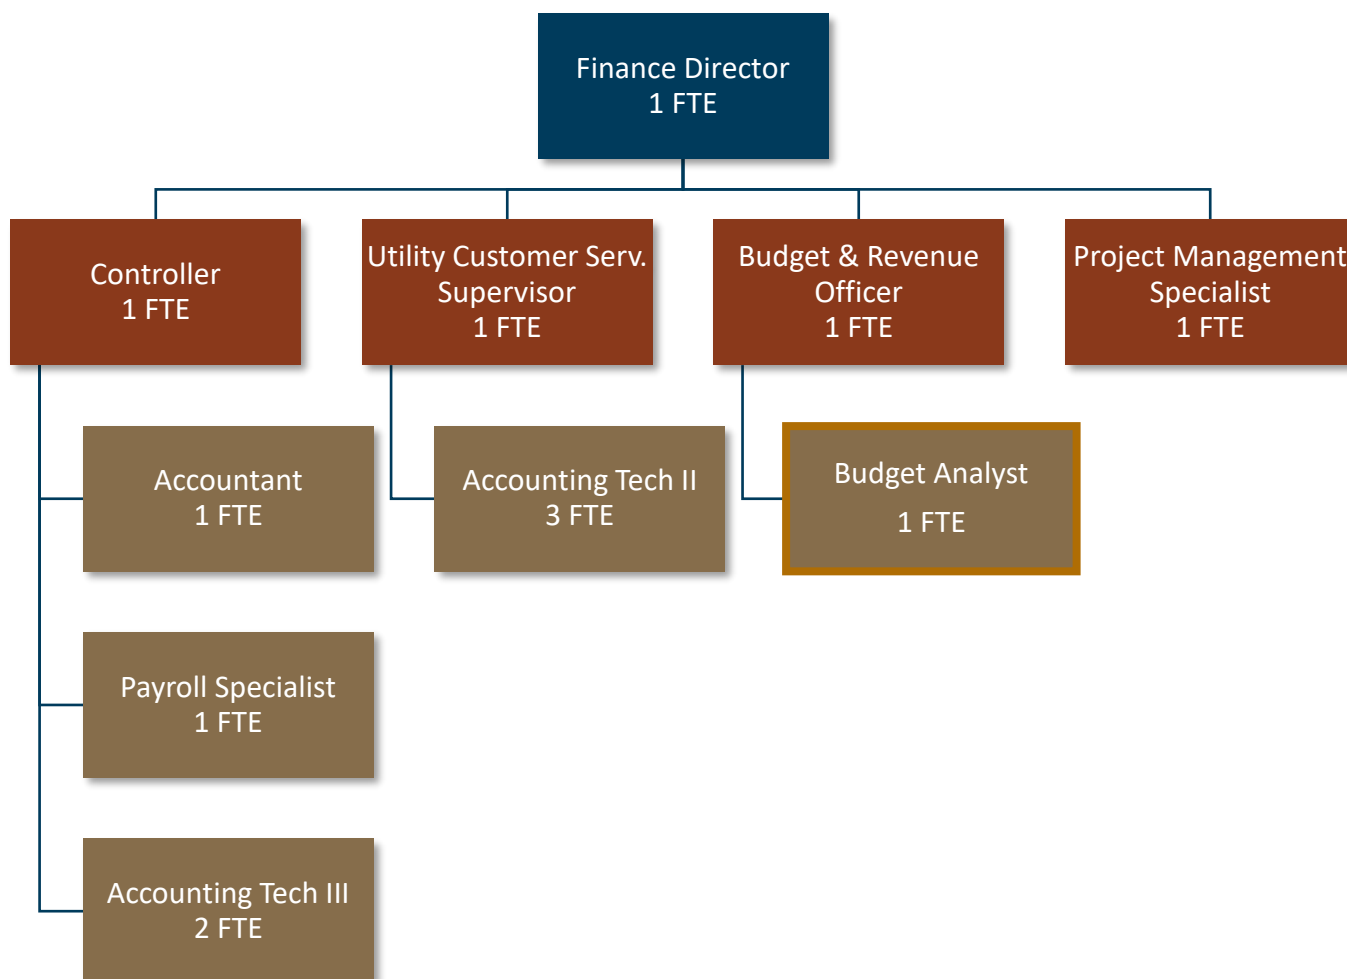 Finance Director
1 FTE
Controller
1 FTE
Utility Customer Serv.
Supervisor
1 FTE
Budget & Revenue
Officer
1 FTE
Project Management
Specialist
1 FTE
Accountant
1 FTE
Accounting Tech II
3 FTE
Budget Analyst
1 FTE
Payroll Specialist
1 FTE
Accounting Tech III
2 FTE